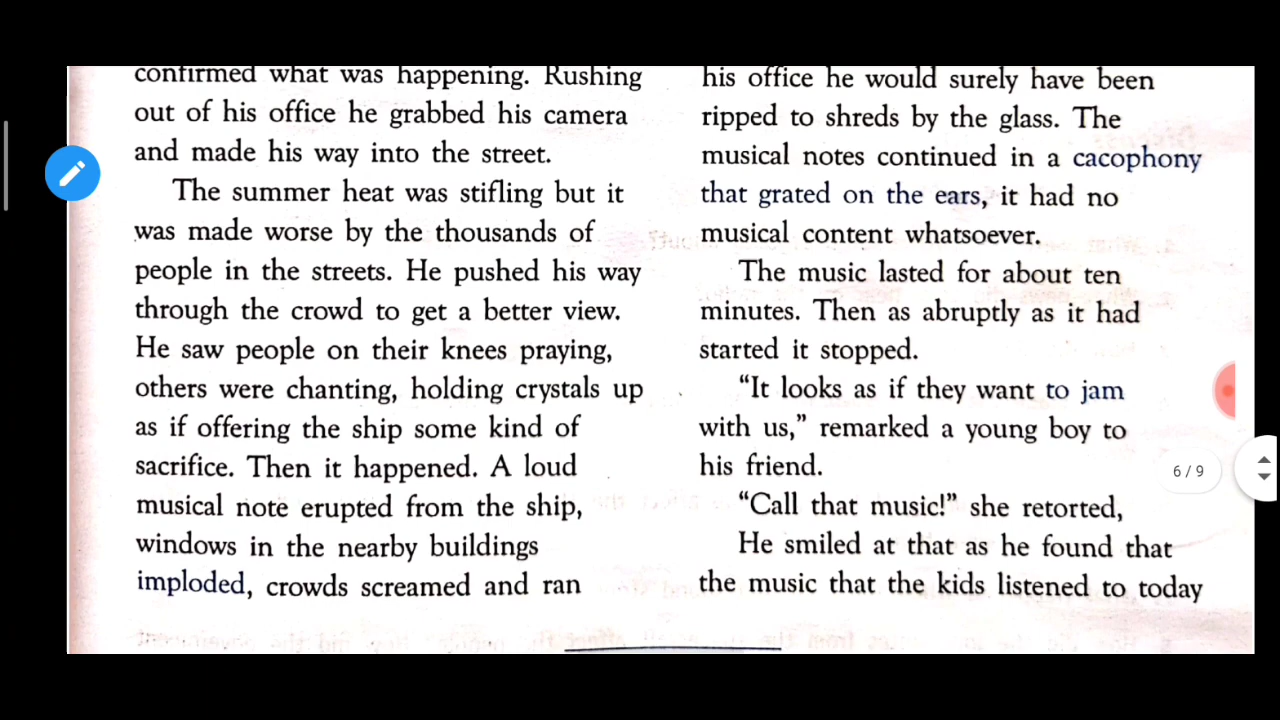 confirmed what was happening. Rushing
out of his office he grabbed his camera
and made his way into the street.
The summer heat was stifling but it
was made worse by the thousands of
people in the streets. He pushed his way
through the crowd to get a better view.
He saw people on their knees praying,
others were chanting, holding crystals up
as if offering the ship some kind of
sacrifice. Then it happened. A loud
musical note erupted from the ship,
windows in the nearby buildings
imploded, crowds screamed and ran
his office he would surely have been
ripped to shreds by the glass. The
musical notes continued in a cacophony
that grated on the ears, it had no
musical content whatsoever.
The music lasted for about ten
minutes. Then as abruptly as it had
started it stopped.
“It looks as if they want to jam
with us,” remarked a young boy to
his friend.
“Call that music!” she retorted,
He smiled at that as he found that
the music that the kids listened to today
6 / 9